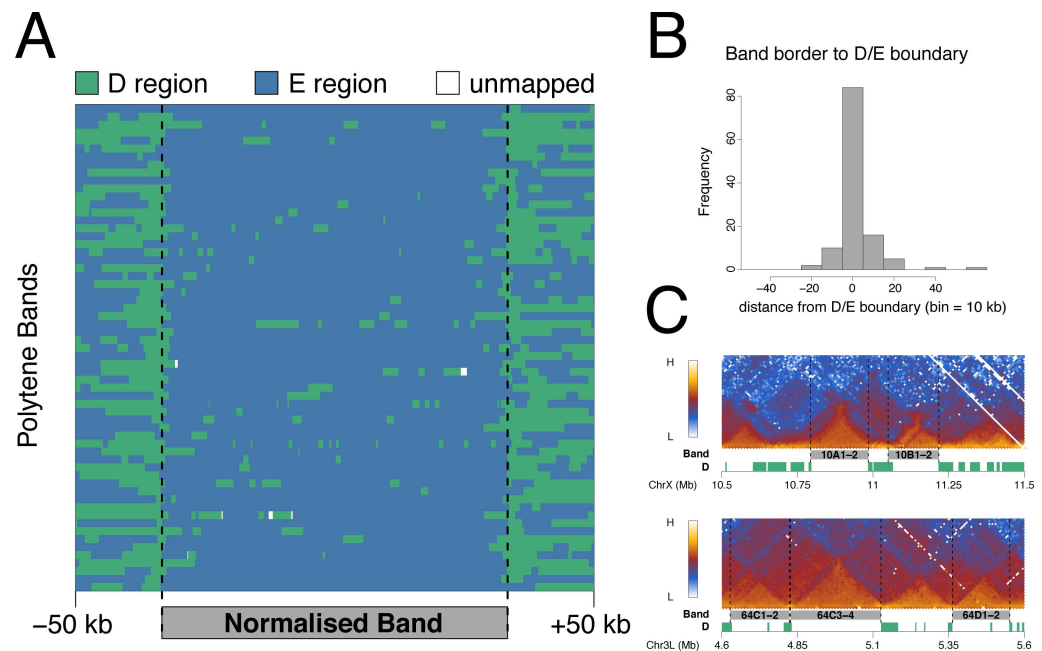 A
D region E region unmapped
Polytene Bands
Normalised Band
−50 kb +50 kb
B
Band border to D/E boundary
Frequency
0 20 40 60 80
−40 −20 0 20 40
distance from D/E boundary (bin = 10 kb)
C
H
L
Band 10A1−2 10B1−2
D
ChrX (Mb) 10.5 10.75 11 11.25 11.5
H
L
Band 64C1−2 64C3−4 64D1−2
D
Chr3L (Mb) 4.6 4.85 5.1 5.35 5.6